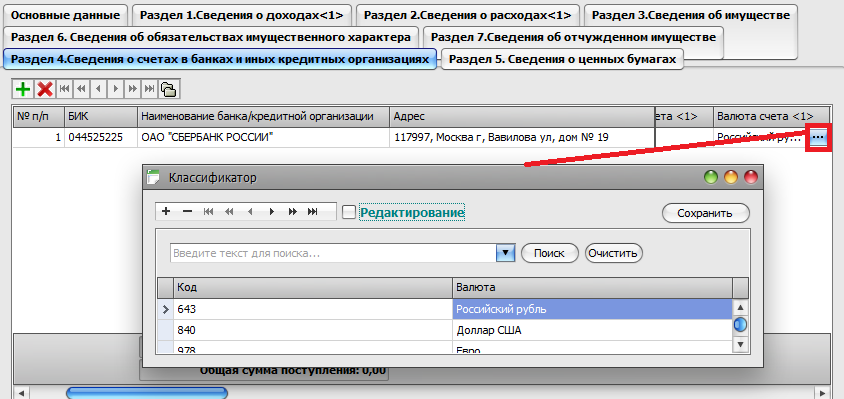 Основные данные Раздел 1.Сведения о доходах<1> Раздел 2.Сведения о расходах<1> Раздел 3.Сведения об имуществе
Раздел 6. Сведения об обязательствах имущественного характера Раздел 7.Сведения об отчужденном имуществе
Раздел 4.Сведения о счетах в банках и иных кредитных организациях Раздел 5. Сведения о ценных бумагах
№ п/п БИК Наименование банка/кредитной организации Адрес ета <1> Валюта счета <1>
1 044525225 ОАО "СБЕРБАНК РОССИИ" 117997, Москва г, Вавилова ул, дом № 19 Российский ру... ...
Классификатор
Редактирование Сохранить
Введите текст для поиска... Поиск Очистить
Код Валюта
643 Российский рубль
840 Доллар США
978 Евро
Общая сумма поступления: 0,00